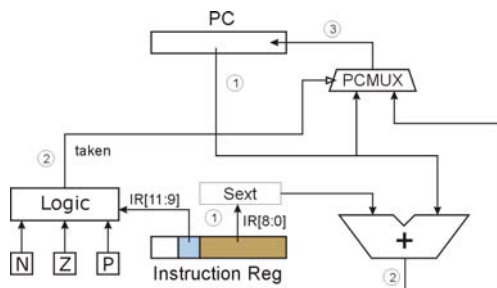 PC
③
①
PCMUX
②
taken
IR[11:9]
Sext
Logic
①
IR[8:0]
+
N Z P
Instruction Reg
②